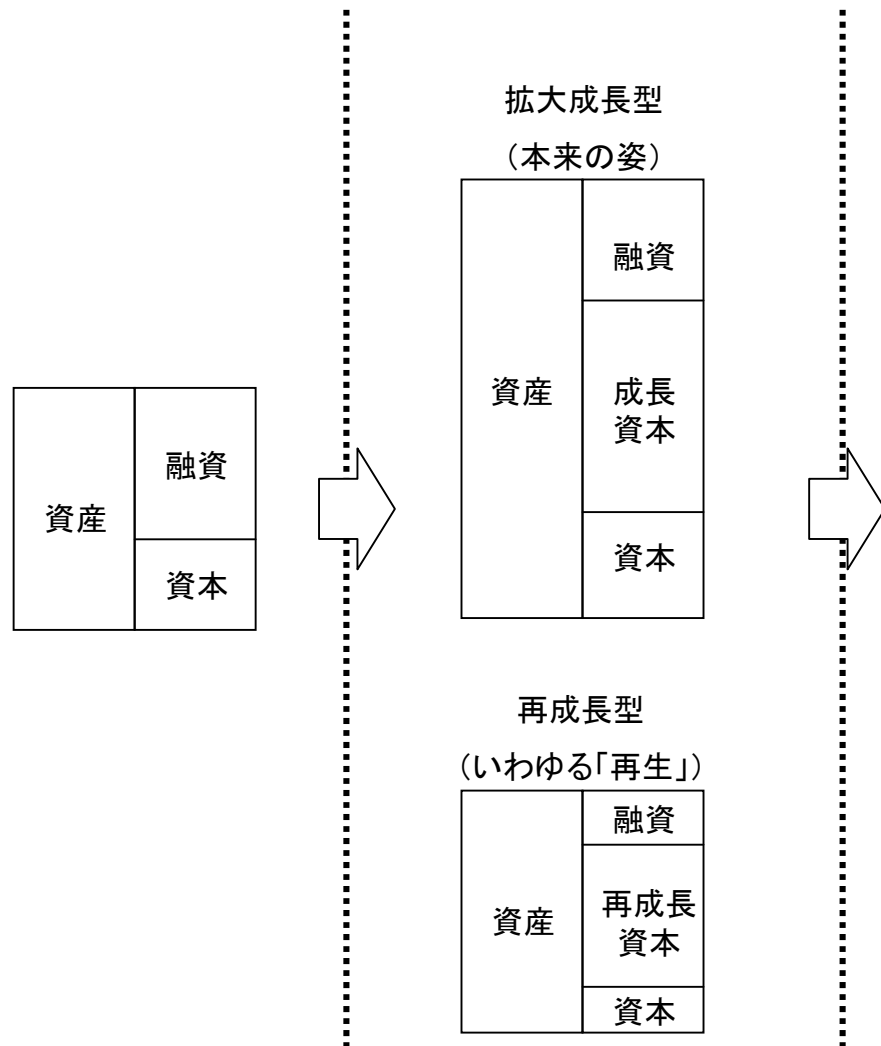 資産
融資
資本
拡大成長型
（本来の姿）
資産
融資
成長
資本
資本
再成長型
（いわゆる「再生」）
資産
融資
再成長
資本
資本